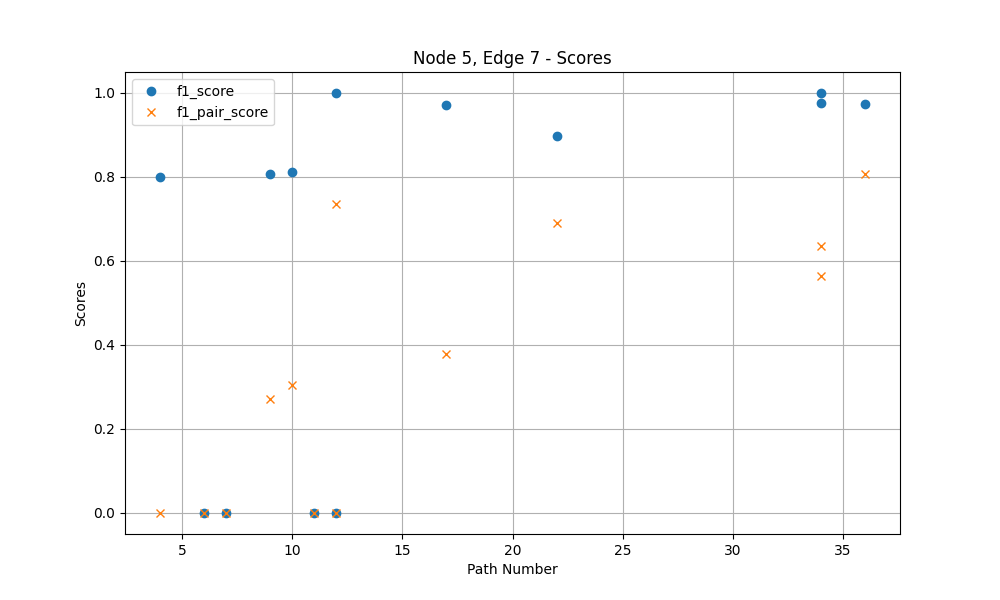 Node 5, Edge 7 - Scores
f1_score
f1_pair_score
Scores
1.0
0.8
0.6
0.4
0.2
0.0
5 10 15 20 25 30 35
Path Number